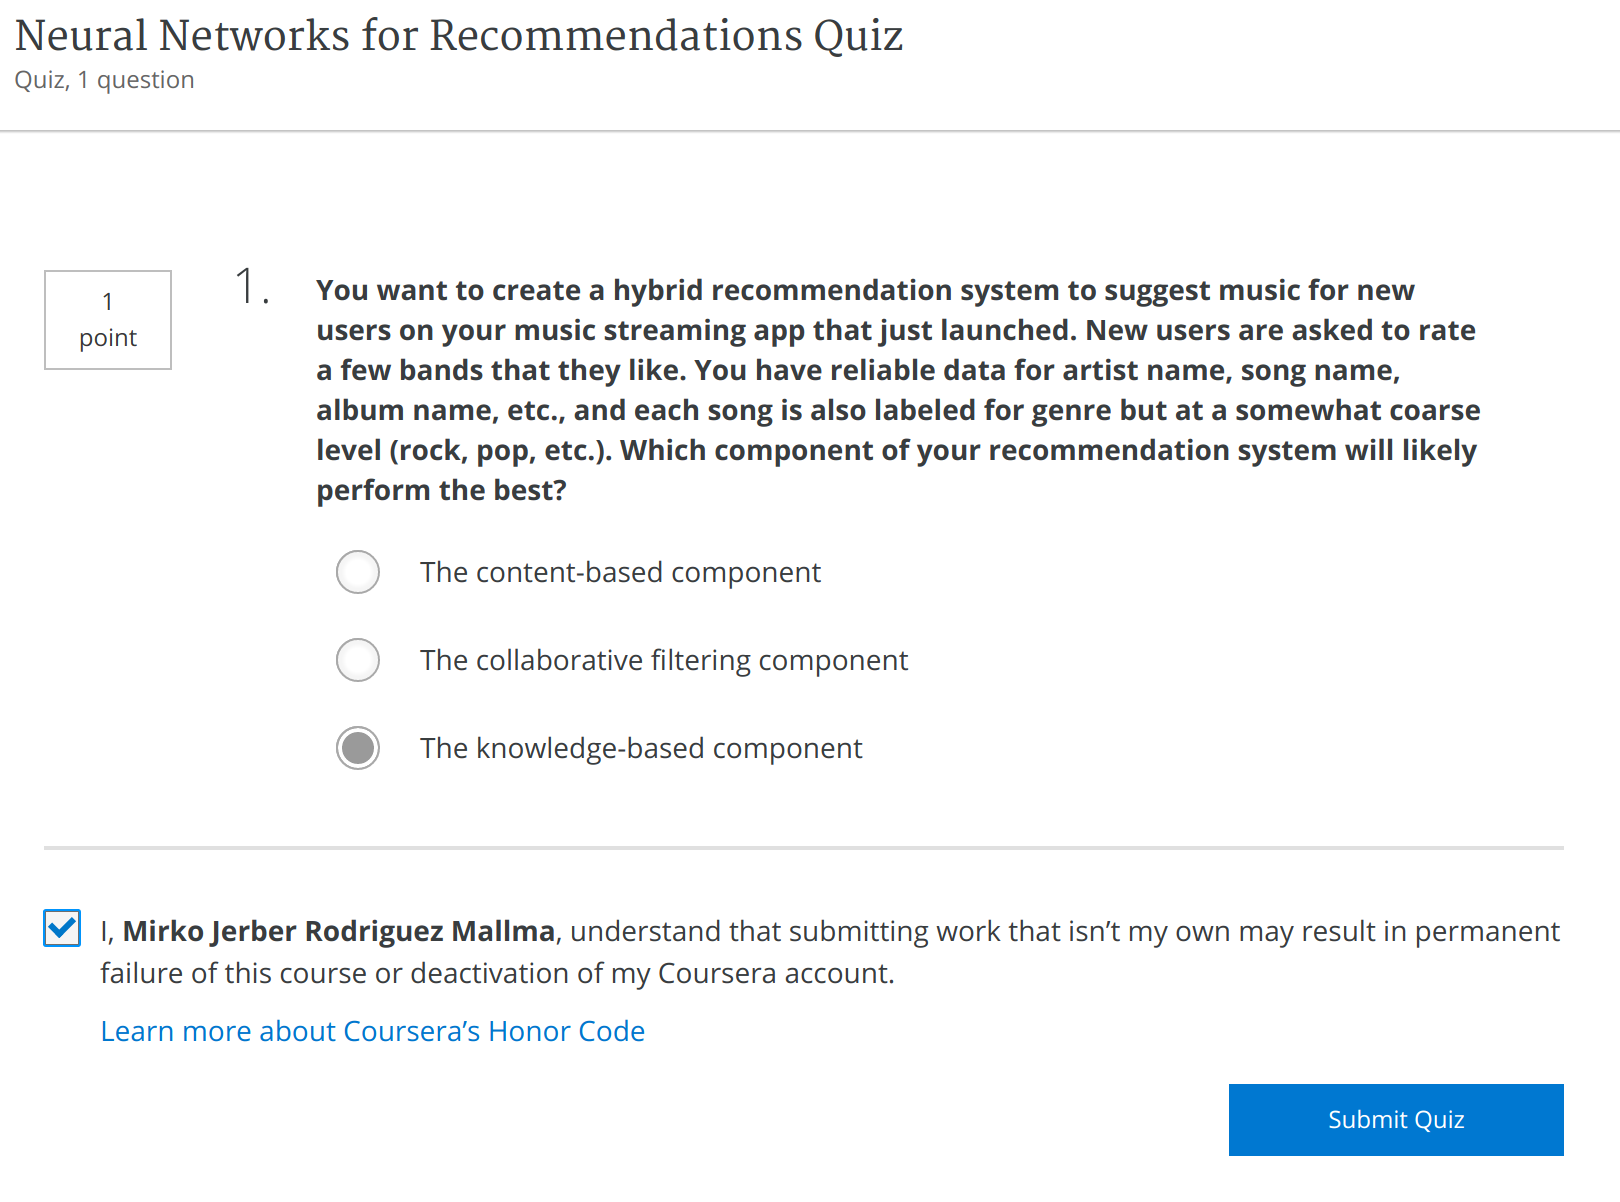 Neural Networks for Recommendations Quiz
Quiz, 1 question
1
point
1.
You want to create a hybrid recommendation system to suggest music for new
users on your music streaming app that just launched. New users are asked to rate
a few bands that they like. You have reliable data for artist name, song name,
album name, etc., and each song is also labeled for genre but at a somewhat coarse
level (rock, pop, etc.). Which component of your recommendation system will likely
perform the best?
The content-based component
The collaborative filtering component
The knowledge-based component
I, Mirko Jerber Rodriguez Mallma, understand that submitting work that isn’t my own may result in permanent
failure of this course or deactivation of my Coursera account.
Learn more about Coursera’s Honor Code
Submit Quiz